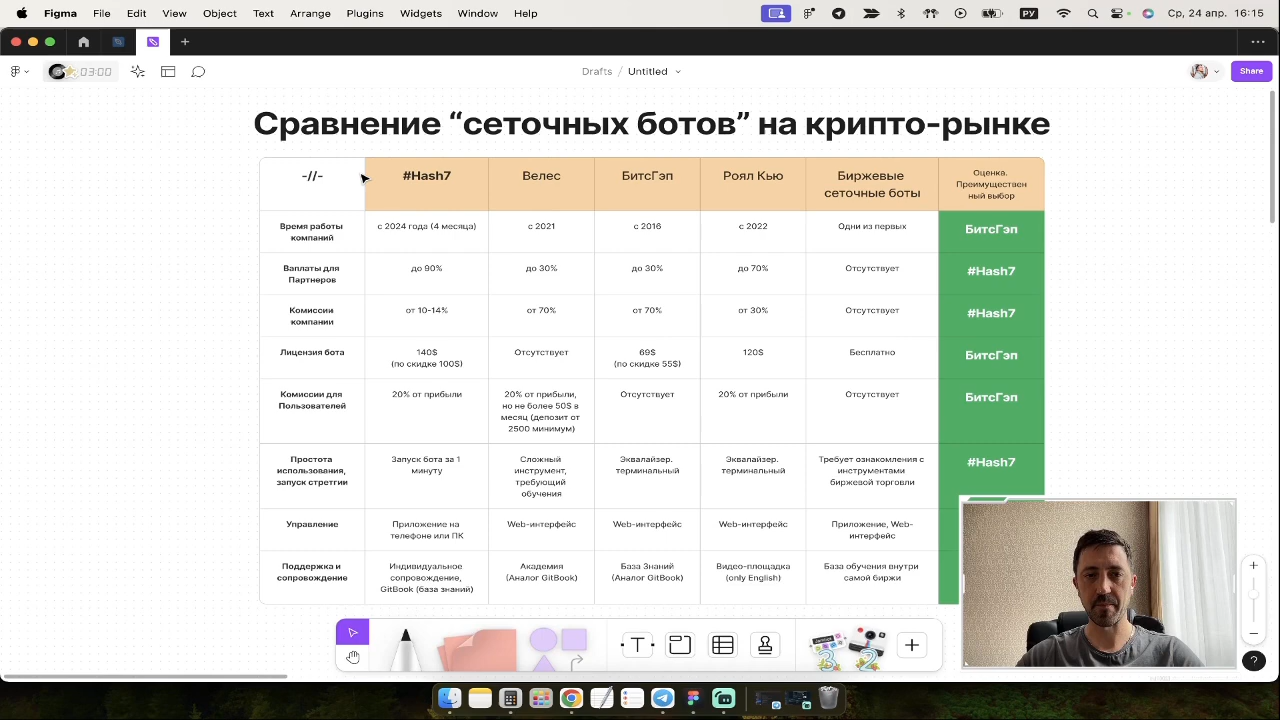 Figma File Edit View Object Text Arrange Plugins Widgets Window Help РУ Ср, 24 апр. 16:15
03:00 Drafts / Untitled Share
Сравнение “сеточных ботов” на крипто-рынке
-//- #Hash7 Велес БитсГэп Роял Кью Биржевые
сеточные боты
Оценка.
Преимуществен
ный выбор
Время работы
компаний
с 2024 года (4 месяца) с 2021 с 2016 с 2022 Одни из первых БитсГэп
Ваплаты для
Партнеров
до 90% до 30% до 30% до 70% Отсутствует #Hash7
Комиссии
компании
от 10-14% от 70% от 70% от 30% Отсутствует #Hash7
Лицензия бота
140$
(по скидке 100$)
Отсутствует
69$
(по скидке 55$)
120$ Бесплатно БитсГэп
Комиссии для
Пользователей
20% от прибыли
20% от прибыли,
но не более 50$ в
месяц (депозит от
2500 минимум)
Отсутствует 20% от прибыли Отсутствует БитсГэп
Простота
использования,
запуск стретгии
Запуск бота за 1
минуту
Сложный
инструмент,
требующий
обучения
Эквалайзер.
терминальный
Эквалайзер.
терминальный
Требует ознакомления с
инструментами
биржевой торговли
#Hash7
Управление
Приложение на
телефоне или ПК
Web-интерфейс Web-интерфейс Web-интерфейс
Приложение, Web-
интерфейс
Поддержка и
сопровождение
Индивидуальное
сопровождение,
GitBook (база знаний)
Академия
(Аналог GitBook)
База Знаний
(Аналог GitBook)
Видео-площадка
(only English)
База обучения внутри
самой биржи